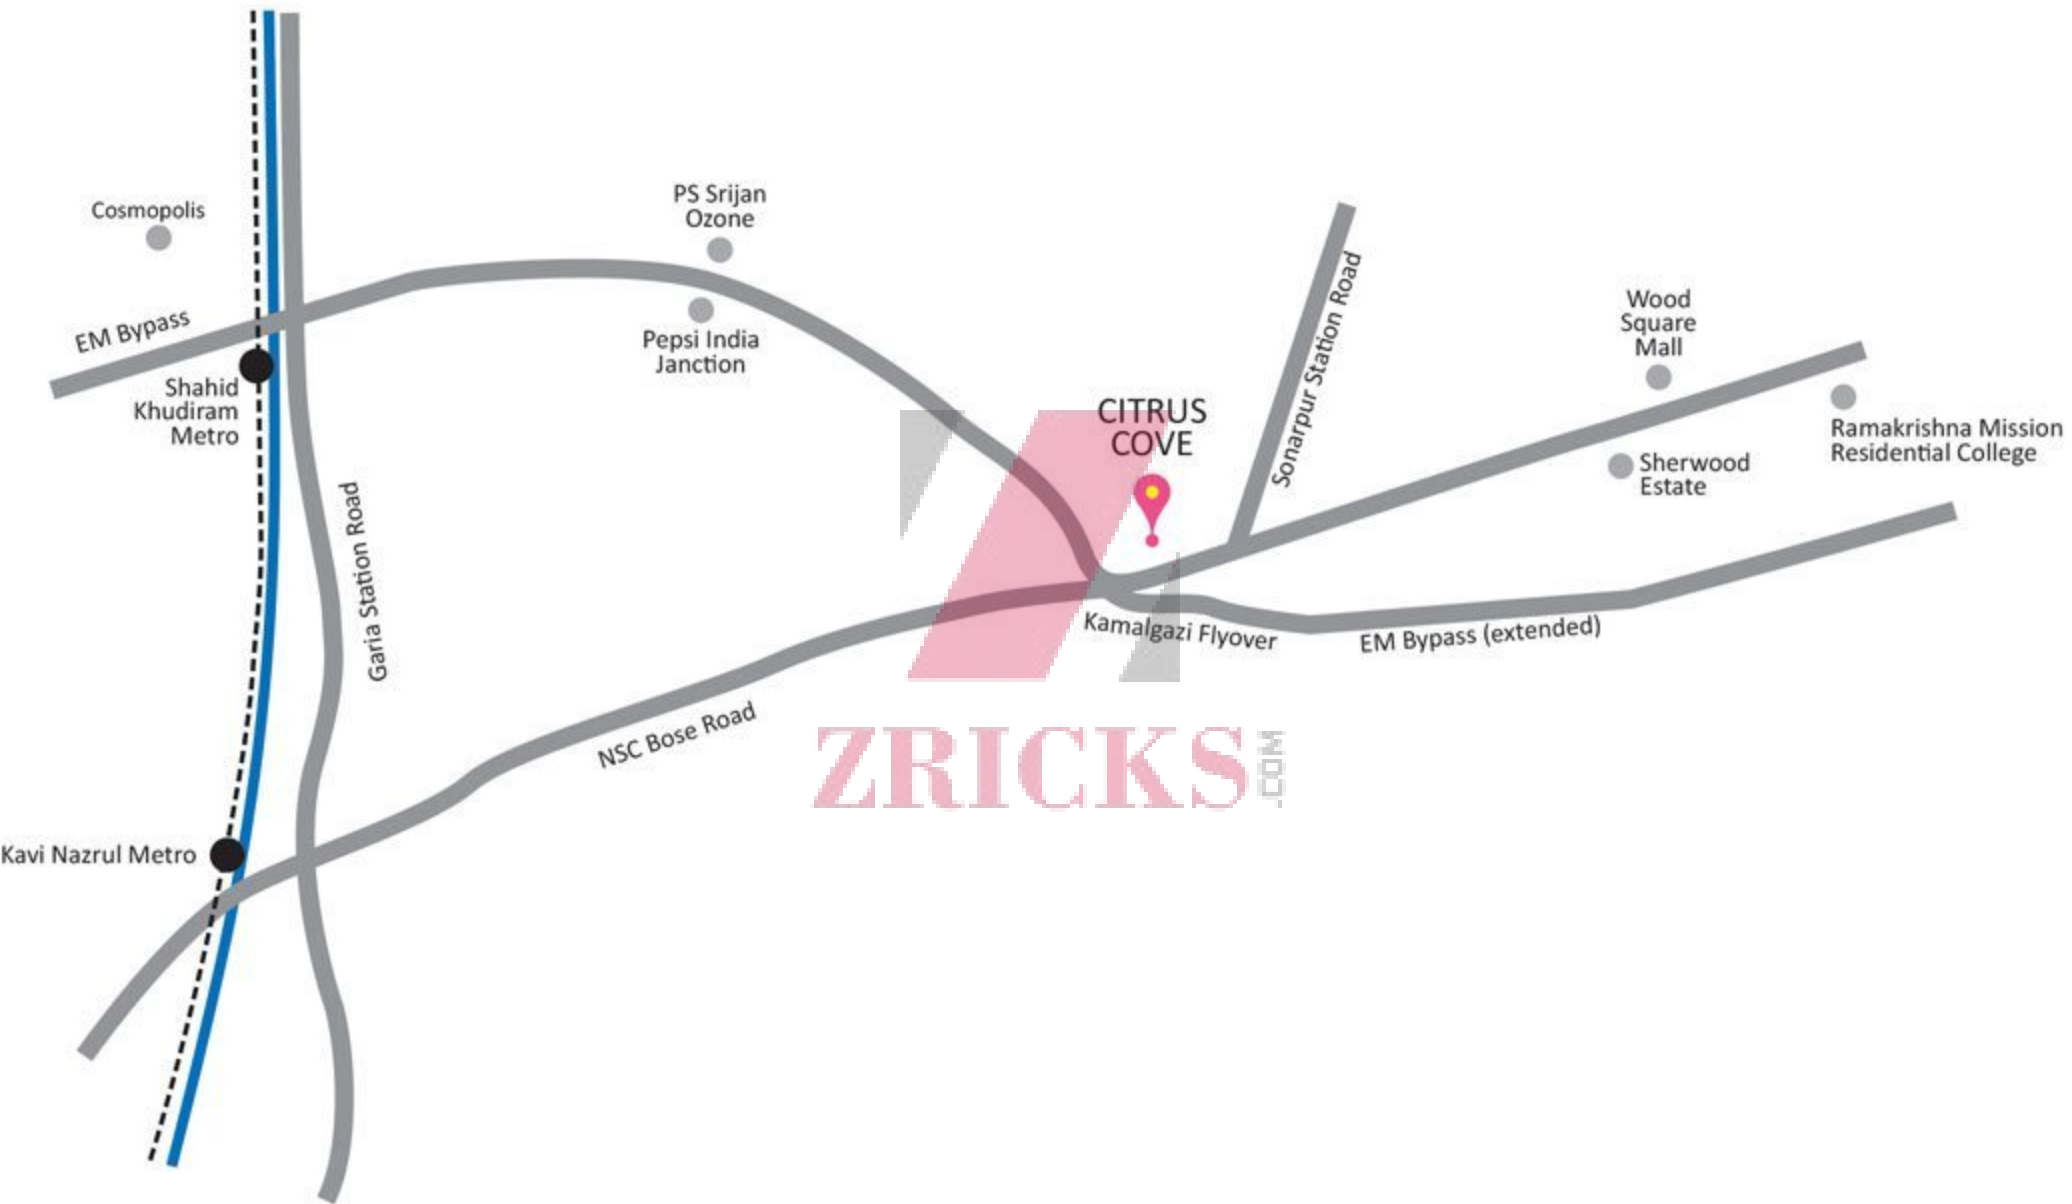 PS Srijan
Ozone
Cosmopolis
EM Bypass
Pepsi India
Janction
Shahid
Khudiram
Metro
Garia Station Road
CITRUS
COVE
Sonarpur Station Road
Wood
Square
Mall
Ramakrishna Mission
Residential College
Sherwood
Estate
Kamalgazi Flyover
EM Bypass (extended)
NSC Bose Road
ZRICKS
.COM
Kavi Nazrul Metro